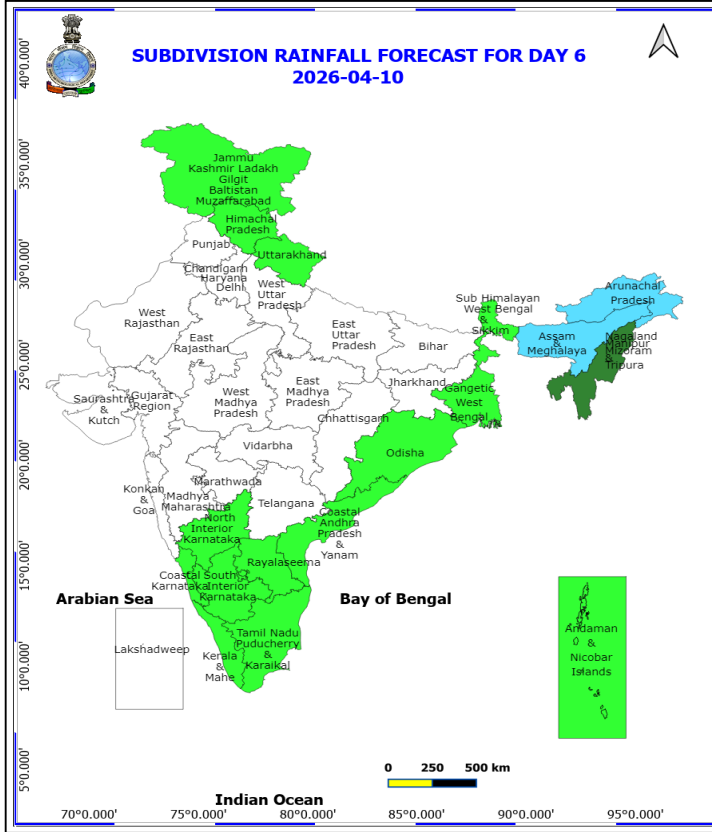 SUBDIVISION RAINFALL FORECAST FOR DAY 6
2026-04-10
40°0.000'
35°0.000'
30°0.000'
25°0.000'
20°0.000'
15°0.000'
10°0.000'
5°0.000'
Jammu
Kashmir Ladakh
Gilgit
Baltistan
Muzaffarabad
Himachal
Pradesh
Punjab
Uttarakhand
Chandigarh
Haryana
Delhi
West
Uttar
Pradesh
West
Rajasthan
East
Rajasthan
East
Uttar
Pradesh
Bihar
Sub Himalayan
West Bengal
&
Sikkim
Arunachal
Pradesh
Assam
&
Meghalaya
Nagaland
Manipur
Mizoram
&
Tripura
Saurashtra
&
Kutch
Gujarat
Region
West
Madhya
Pradesh
East
Madhya
Pradesh
Jharkhand
Gangetic
West
Bengal
Chhattisgarh
Vidarbha
Odisha
Konkan
&
Goa
Madhya
Maharashtra
Marathwada
Telangana
North
Interior
Karnataka
Coastal
Andhra
Pradesh
&
Yanam
Rayalaseema
Coastal
Karnataka
South
Interior
Karnataka
Arabian Sea
Bay of Bengal
Lakshadweep
Kerala
&
Mahe
Tamil Nadu
Puducherry
&
Karaikal
Andaman
&
Nicobar
Islands
0 250 500 km
Indian Ocean
70°0.000' 75°0.000' 80°0.000' 85°0.000' 90°0.000' 95°0.000'